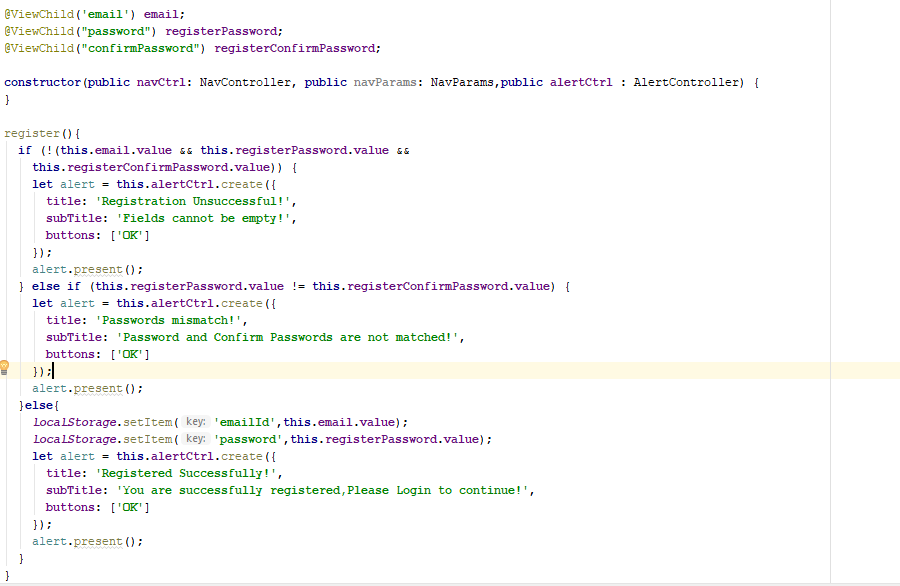 @ViewChild('email') email;
@ViewChild("password") registerPassword;
@ViewChild("confirmPassword") registerConfirmPassword;

constructor(public navCtrl: NavController, public navParams: NavParams,public alertCtrl : AlertController) {
}

register(){
  if (!(this.email.value && this.registerPassword.value &&
    this.registerConfirmPassword.value)) {
    let alert = this.alertCtrl.create({
      title: 'Registration Unsuccessful!',
      subTitle: 'Fields cannot be empty!',
      buttons: ['OK']
    });
    alert.present();
  } else if (this.registerPassword.value != this.registerConfirmPassword.value) {
    let alert = this.alertCtrl.create({
      title: 'Passwords mismatch!',
      subTitle: 'Password and Confirm Passwords are not matched!',
      buttons: ['OK']
    });
    alert.present();
  }else{
    localStorage.setItem( key: 'emailId',this.email.value);
    localStorage.setItem( key: 'password',this.registerPassword.value);
    let alert = this.alertCtrl.create({
      title: 'Registered Successfully!',
      subTitle: 'You are successfully registered,Please Login to continue!',
      buttons: ['OK']
    });
    alert.present();
  }
}